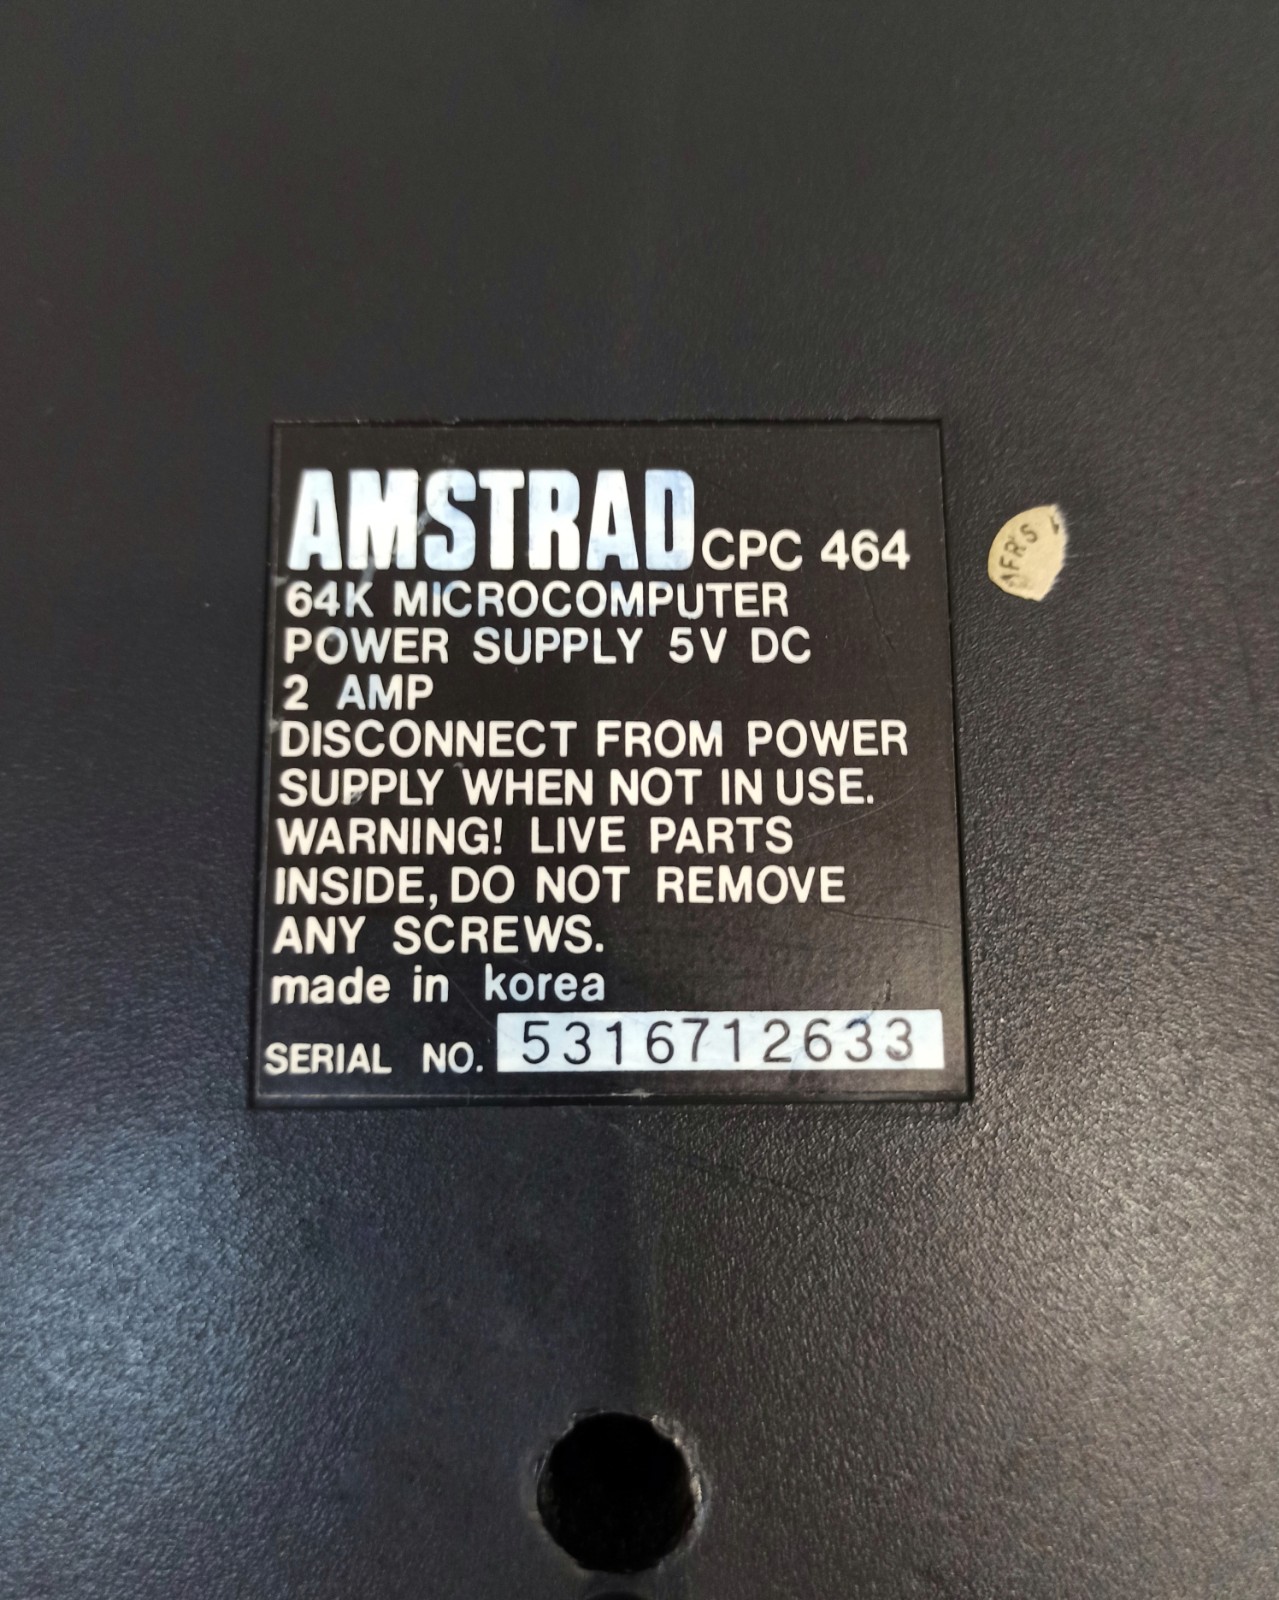 AMSTRAD CPC 464
64K MICROCOMPUTER
POWER SUPPLY 5V DC
2 AMP
DISCONNECT FROM POWER
SUPPLY WHEN NOT IN USE.
WARNING! LIVE PARTS
INSIDE, DO NOT REMOVE
ANY SCREWS.
made in korea
SERIAL NO. 5316712633